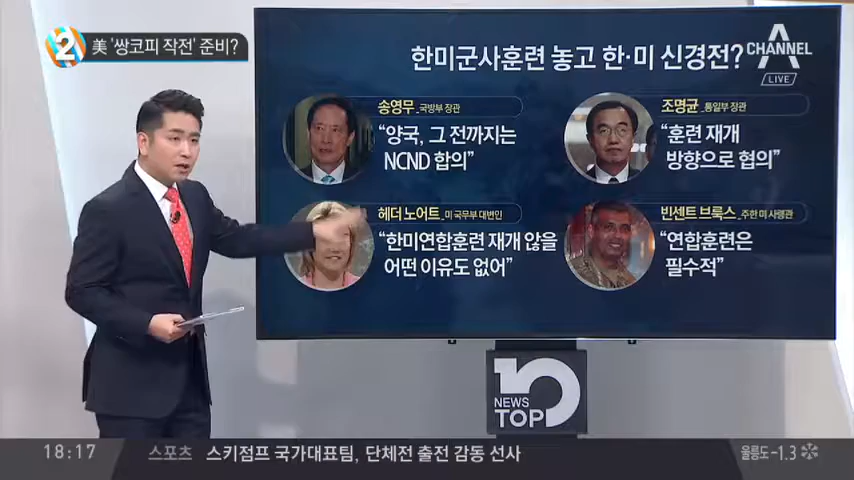 2 美 '쌍코피 작전' 준비?
CHANNEL A
LIVE
한미군사훈련 놓고 한·미 신경전?
송영무_국방부 장관
“양국, 그 전까지는
NCND 합의”
조명균_통일부 장관
“훈련 재개
방향으로 협의”
헤더 노어트_미 국무부 대변인
“한미연합훈련 재개 않을
어떤 이유도 없어”
빈센트 브룩스_주한 미 사령관
“연합훈련은
필수적”
NEWS
TOP
10
18:17 스포츠 스키점프 국가대표팀, 단체전 출전 감동 선사 울릉도 -1.3